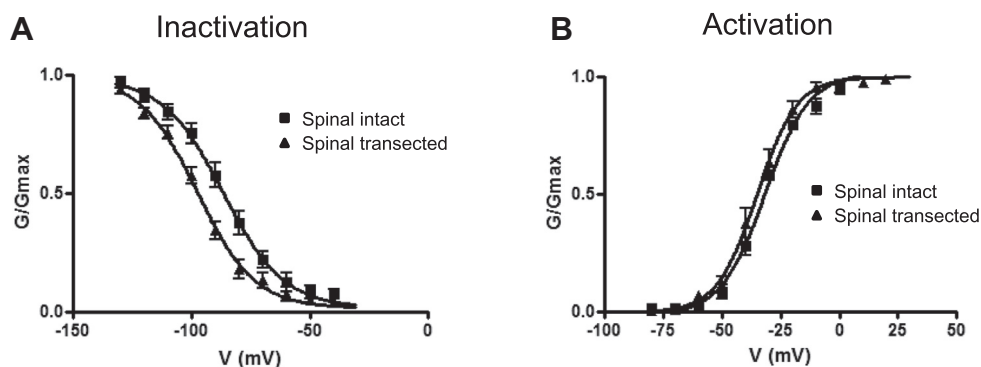 A
Inactivation
1.0
0.5
0.0
G/Gmax
-150
-100
-50
0
V (mV)
Spinal intact
Spinal transected
B
Activation
1.0
0.5
0.0
G/Gmax
-100
-75
-50
-25
0
25
50
V (mV)
Spinal intact
Spinal transected